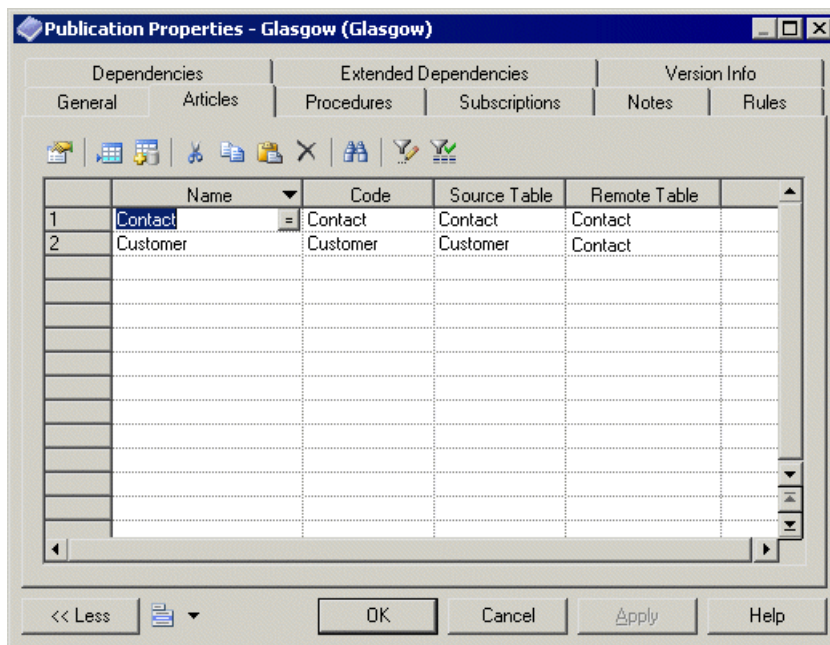 Publication Properties - Glasgow (Glasgow)
Dependencies Extended Dependencies Version Info
General Articles Procedures Subscriptions Notes Rules
Name Code Source Table Remote Table
1 Contact = Contact Contact Contact
2 Customer Customer Customer Contact
<< Less OK Cancel Apply Help